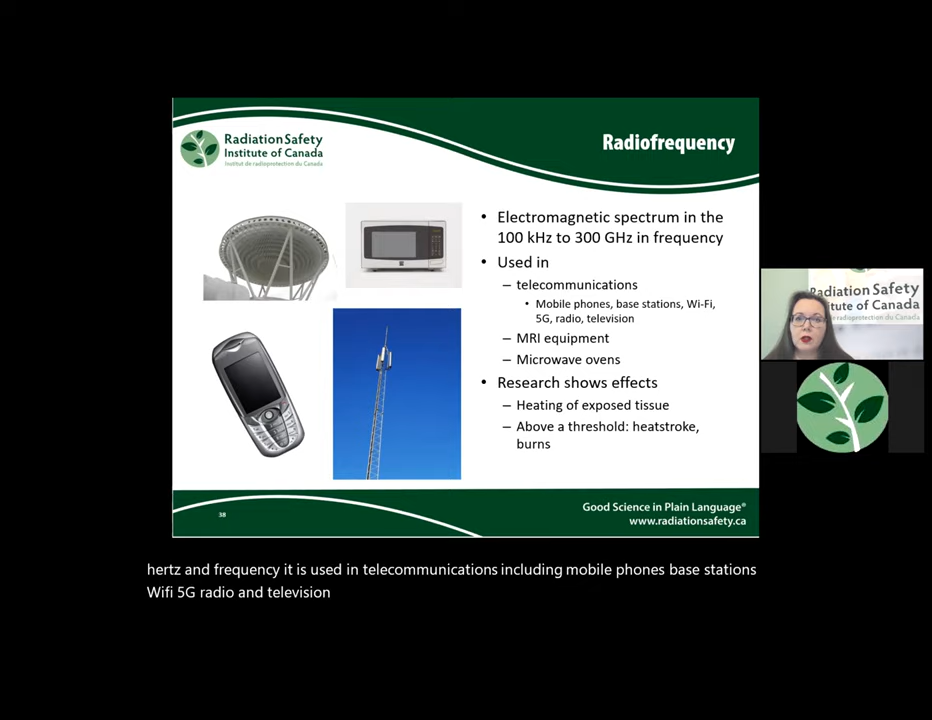 RadiationSafety
Institute of Canada
Institut de radioprotection du Canada
Radiofrequency
• Electromagnetic spectrum in the
100 kHz to 300 GHz in frequency
• Used in
– telecommunications
• Mobile phones, base stations, Wi-Fi,
5G, radio, television
– MRI equipment
– Microwave ovens
• Research shows effects
– Heating of exposed tissue
– Above a threshold: heatstroke,
burns
38
Good Science in Plain Language®
www.radiationsafety.ca
Radiation Safety
itute of Canada
de radioprotection du Canada
hertz and frequency it is used in telecommunications including mobile phones base stations
Wifi 5G radio and television